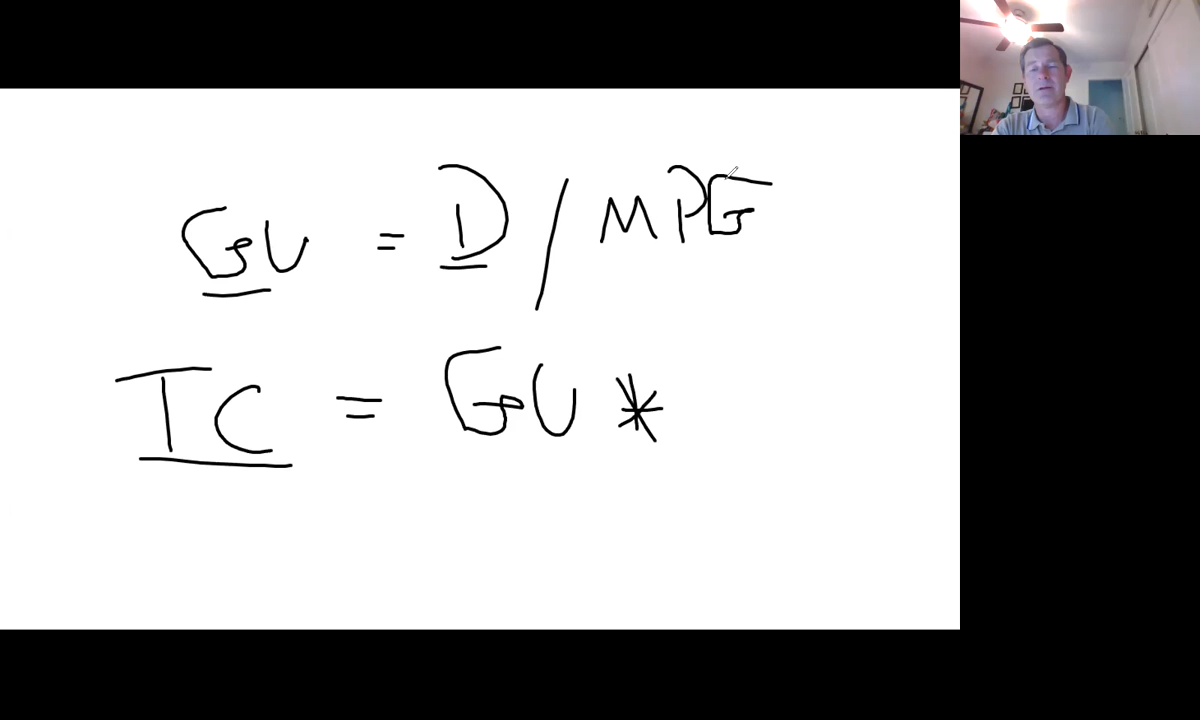 GU = D / MPG
TC = GU *